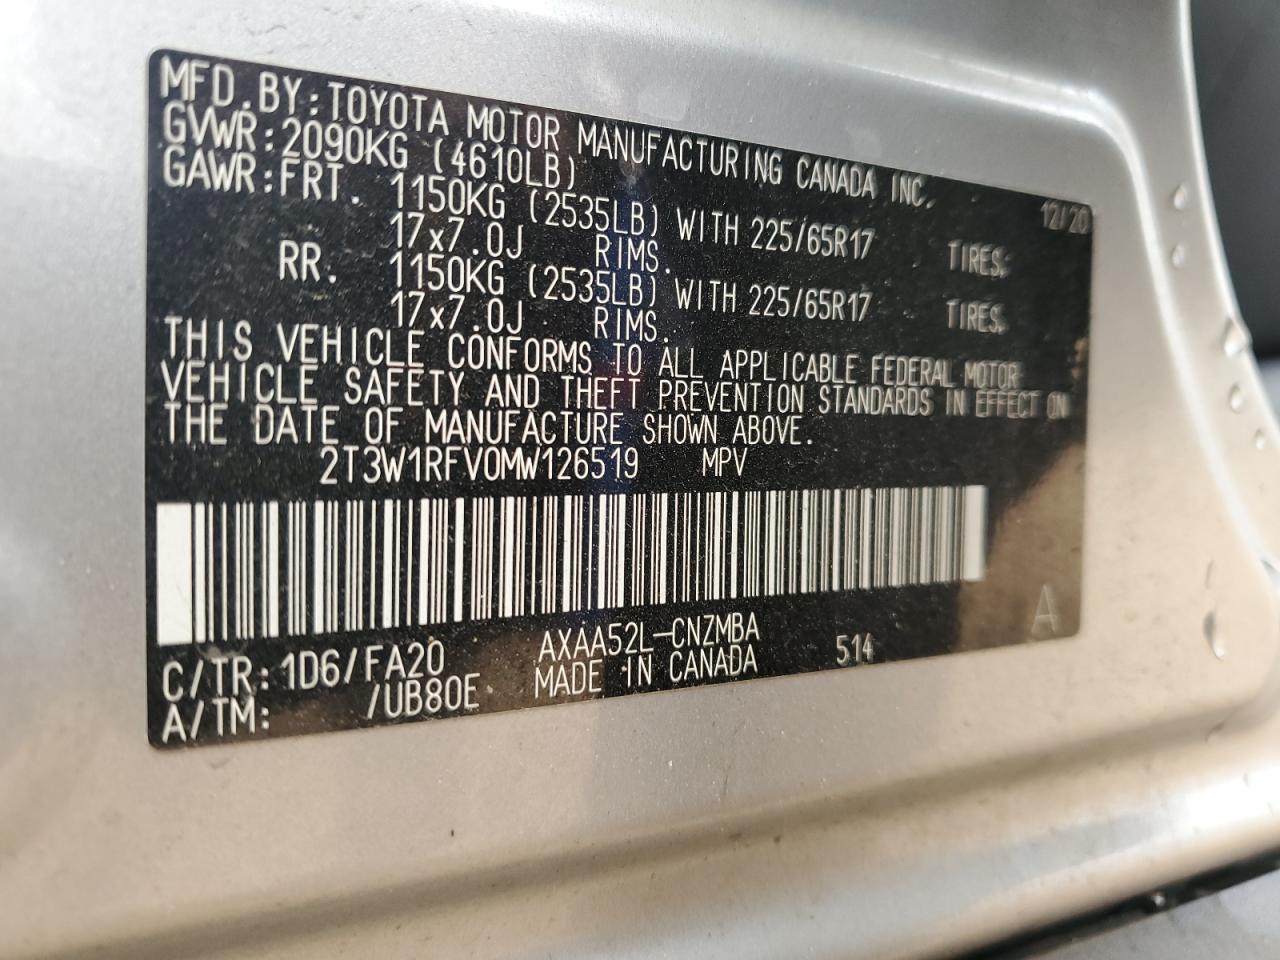 MFD.BY:TOYOTA MOTOR MANUFACTURING CANADA INC.
12/20
GVWR:2090KG (4610LB)
GAWR:FRT. 1150KG (2535LB) WITH 225/65R17 TIRES;
17x7.0J RIMS.
RR. 1150KG (2535LB) WITH 225/65R17 TIRES;
17x7.0J RIMS.
THIS VEHICLE CONFORMS TO ALL APPLICABLE FEDERAL MOTOR
VEHICLE SAFETY AND THEFT PREVENTION STANDARDS IN EFFECT ON
THE DATE OF MANUFACTURE SHOWN ABOVE.
2T3W1RFV0MW126519 MPV
AXAA52L-CNZMBA A
C/TR:1D6/FA20 MADE IN CANADA 514
A/TM: /UB80E